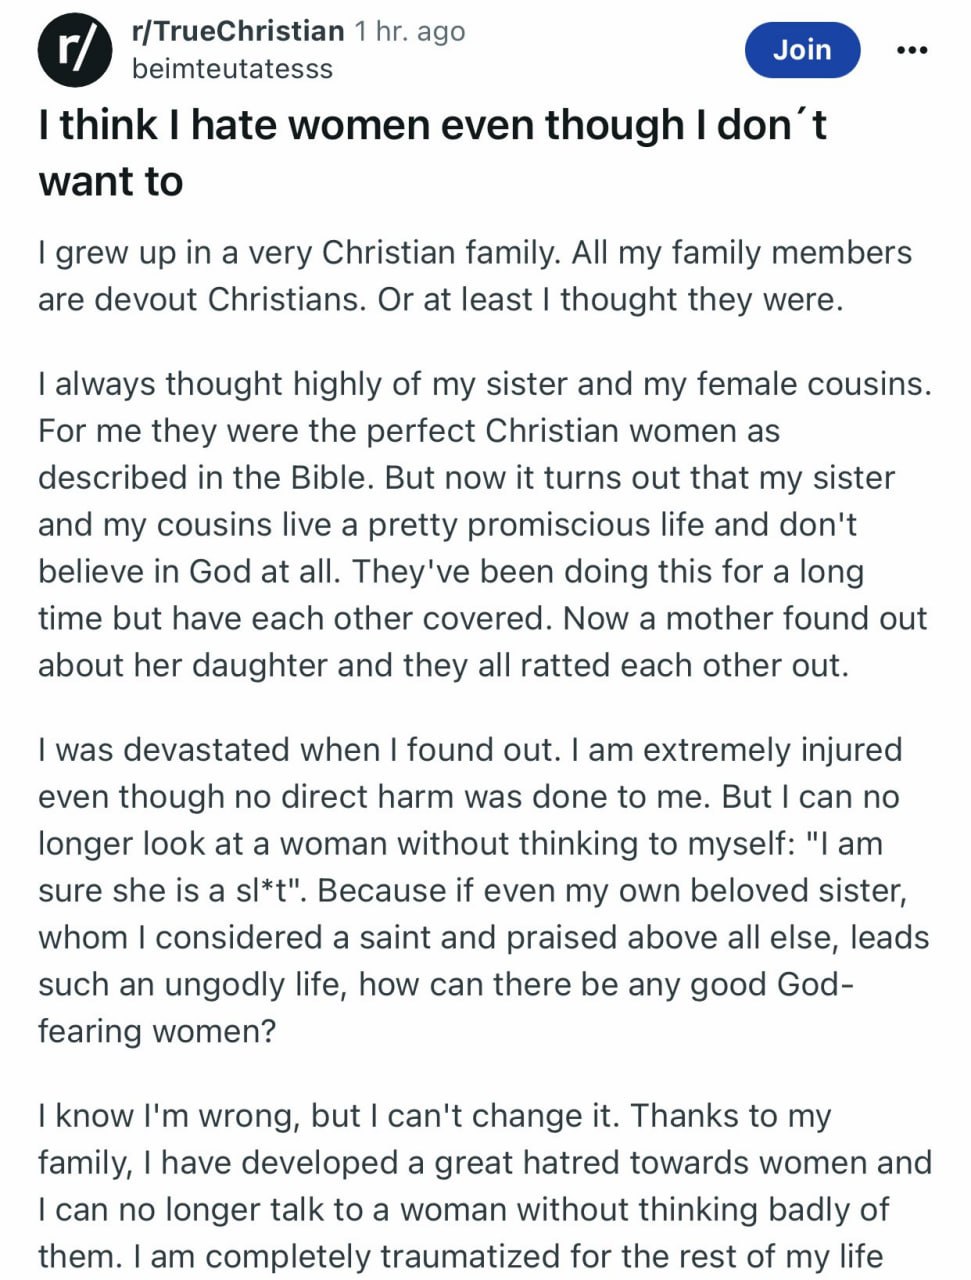 r/TrueChristian 1 hr. ago
beimteutatesss
Join
I think I hate women even though I don´t
want to
I grew up in a very Christian family. All my family members
are devout Christians. Or at least I thought they were.
I always thought highly of my sister and my female cousins.
For me they were the perfect Christian women as
described in the Bible. But now it turns out that my sister
and my cousins live a pretty promiscious life and don't
believe in God at all. They've been doing this for a long
time but have each other covered. Now a mother found out
about her daughter and they all ratted each other out.
I was devastated when I found out. I am extremely injured
even though no direct harm was done to me. But I can no
longer look at a woman without thinking to myself: "I am
sure she is a sl*t". Because if even my own beloved sister,
whom I considered a saint and praised above all else, leads
such an ungodly life, how can there be any good God-
fearing women?
I know I'm wrong, but I can't change it. Thanks to my
family, I have developed a great hatred towards women and
I can no longer talk to a woman without thinking badly of
them. I am completely traumatized for the rest of my life